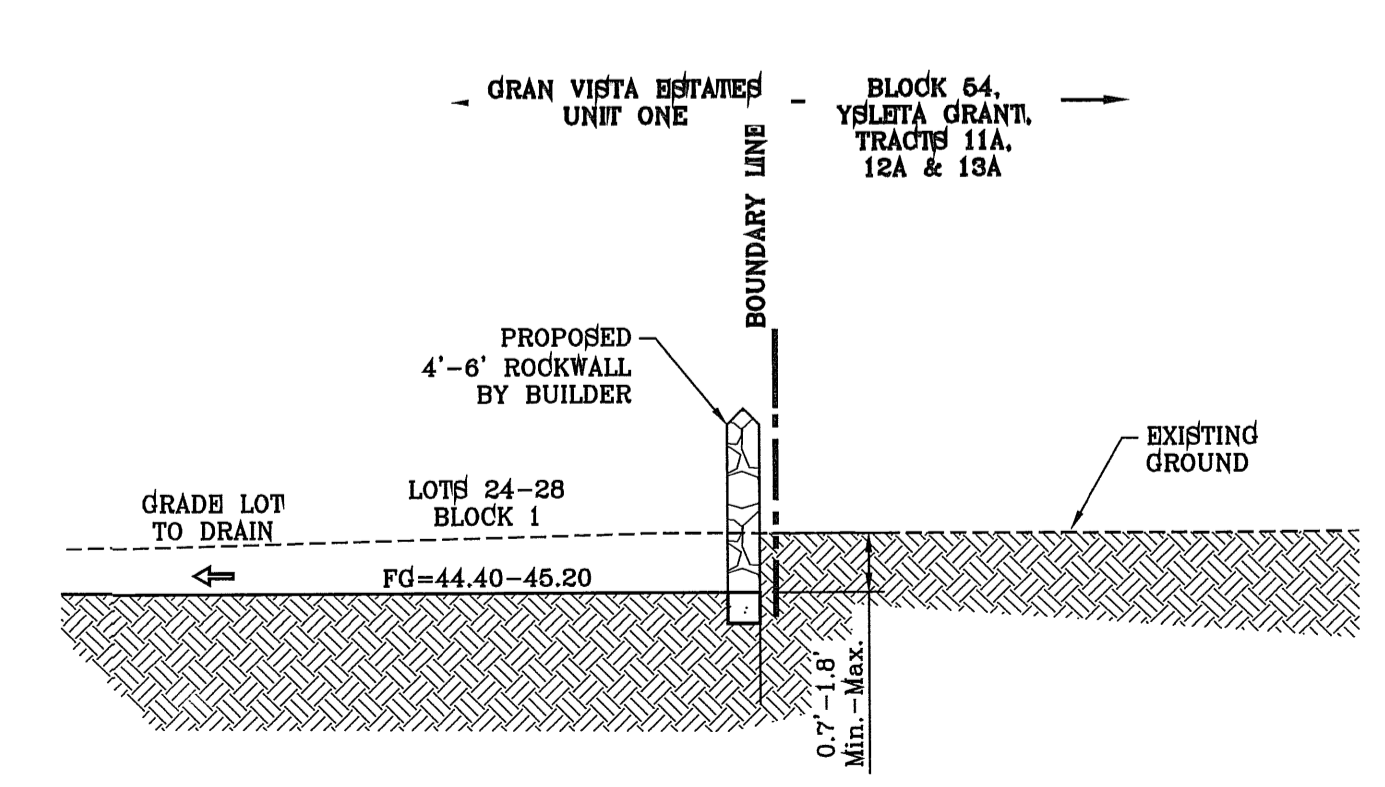 GRAN VISTA ESTATES
UNIT ONE
BLOCK 54,
YSLETA GRANT,
TRACTS 11A,
12A & 13A
BOUNDARY LINE
PROPOSED
4'-6' ROCKWALL
BY BUILDER
EXISTING
GROUND
GRADE LOT
TO DRAIN
LOTS 24-28
BLOCK 1
FG=44.40-45.20
0.7'-1.8'
Min.-Max.